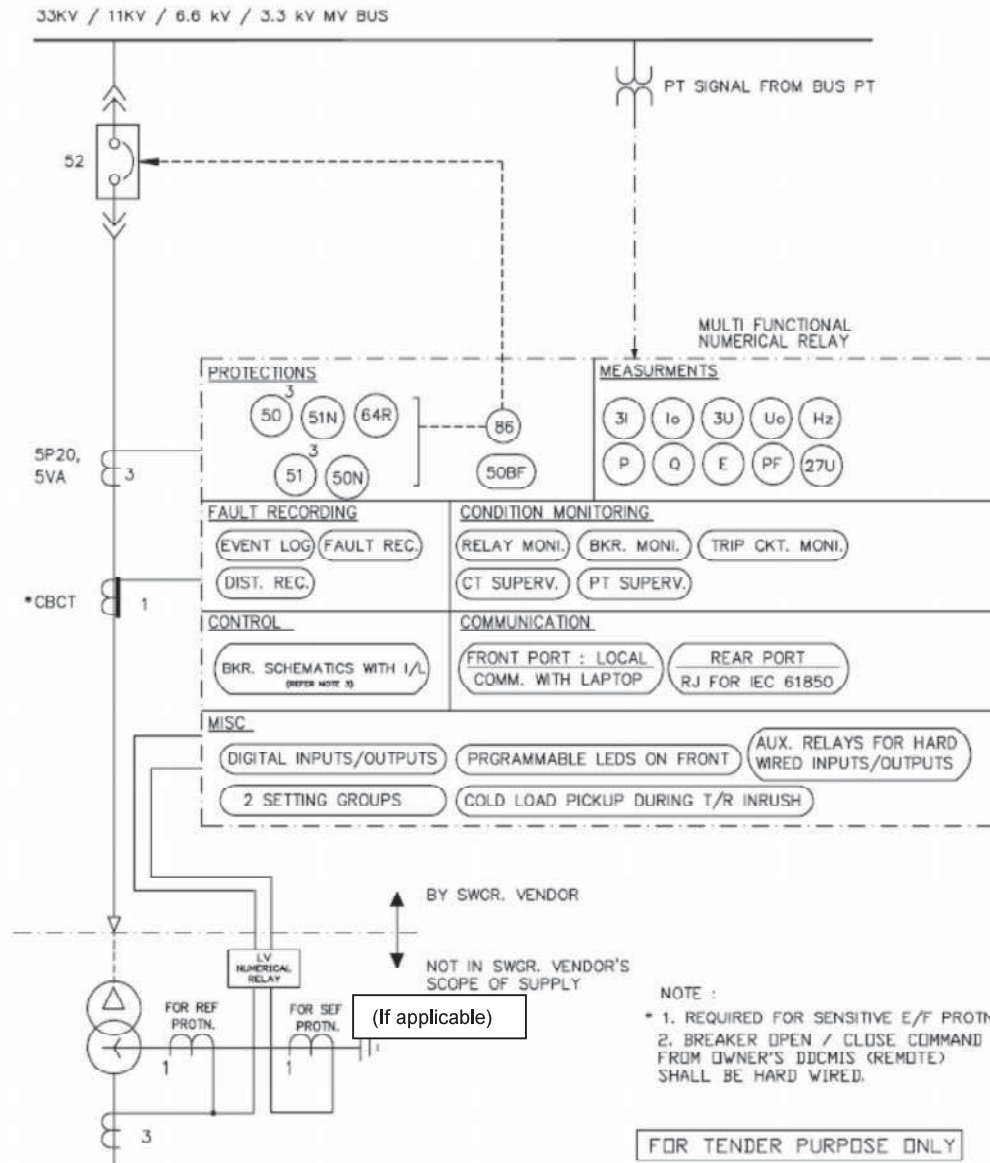 33KV / 11KV / 6.6 kV / 3.3 kV MV BUS
PT SIGNAL FROM BUS PT
52
MULTI FUNCTIONAL
NUMERICAL RELAY
PROTECTIONS
3
50
51N
64R
3
51
50N
86
50BF
MEASURMENTS
3I
Io
3U
Uo
Hz
P
Q
E
PF
27U
5P20,
5VA
3
FAULT RECORDING
EVENT LOG
FAULT REC.
DIST. REC.
CONDITION MONITORING
RELAY MONI.
BKR. MONI.
TRIP CKT. MONI.
CT SUPERV.
PT SUPERV.
*CBCT
1
CONTROL
BKR. SCHEMATICS WITH I/L
(REFER NOTE 3)
COMMUNICATION
FRONT PORT : LOCAL
COMM. WITH LAPTOP
REAR PORT
RJ FOR IEC 61850
MISC
DIGITAL INPUTS/OUTPUTS
PRGRAMMABLE LEDS ON FRONT
AUX. RELAYS FOR HARD
WIRED INPUTS/OUTPUTS
2 SETTING GROUPS
COLD LOAD PICKUP DURING T/R INRUSH
BY SWGR. VENDOR
NOT IN SWGR. VENDOR'S
SCOPE OF SUPPLY
LV
NUMERICAL
RELAY
FOR REF
PROTN.
1
FOR SEF
PROTN.
1
(If applicable)
3
NOTE :
* 1. REQUIRED FOR SENSITIVE E/F PROTN
2. BREAKER OPEN / CLOSE COMMAND
FROM OWNER'S DDCMIS (REMOTE)
SHALL BE HARD WIRED.
FOR TENDER PURPOSE ONLY